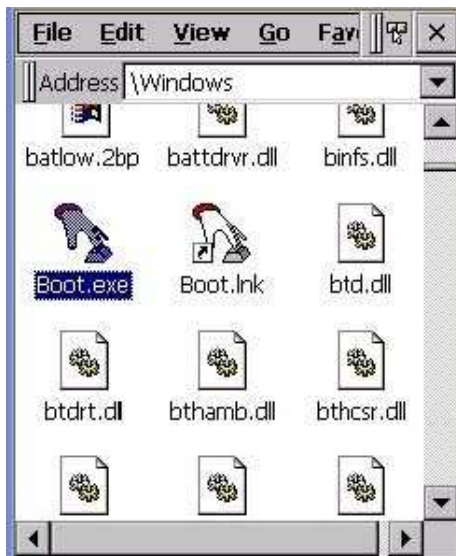 File Edit View Go Fav
Address \Windows
batlow.2bp battdrvr.dll binfs.dll
Boot.exe Boot.lnk btd.dll
btdrt.dl bthamb.dll bthcsr.dll